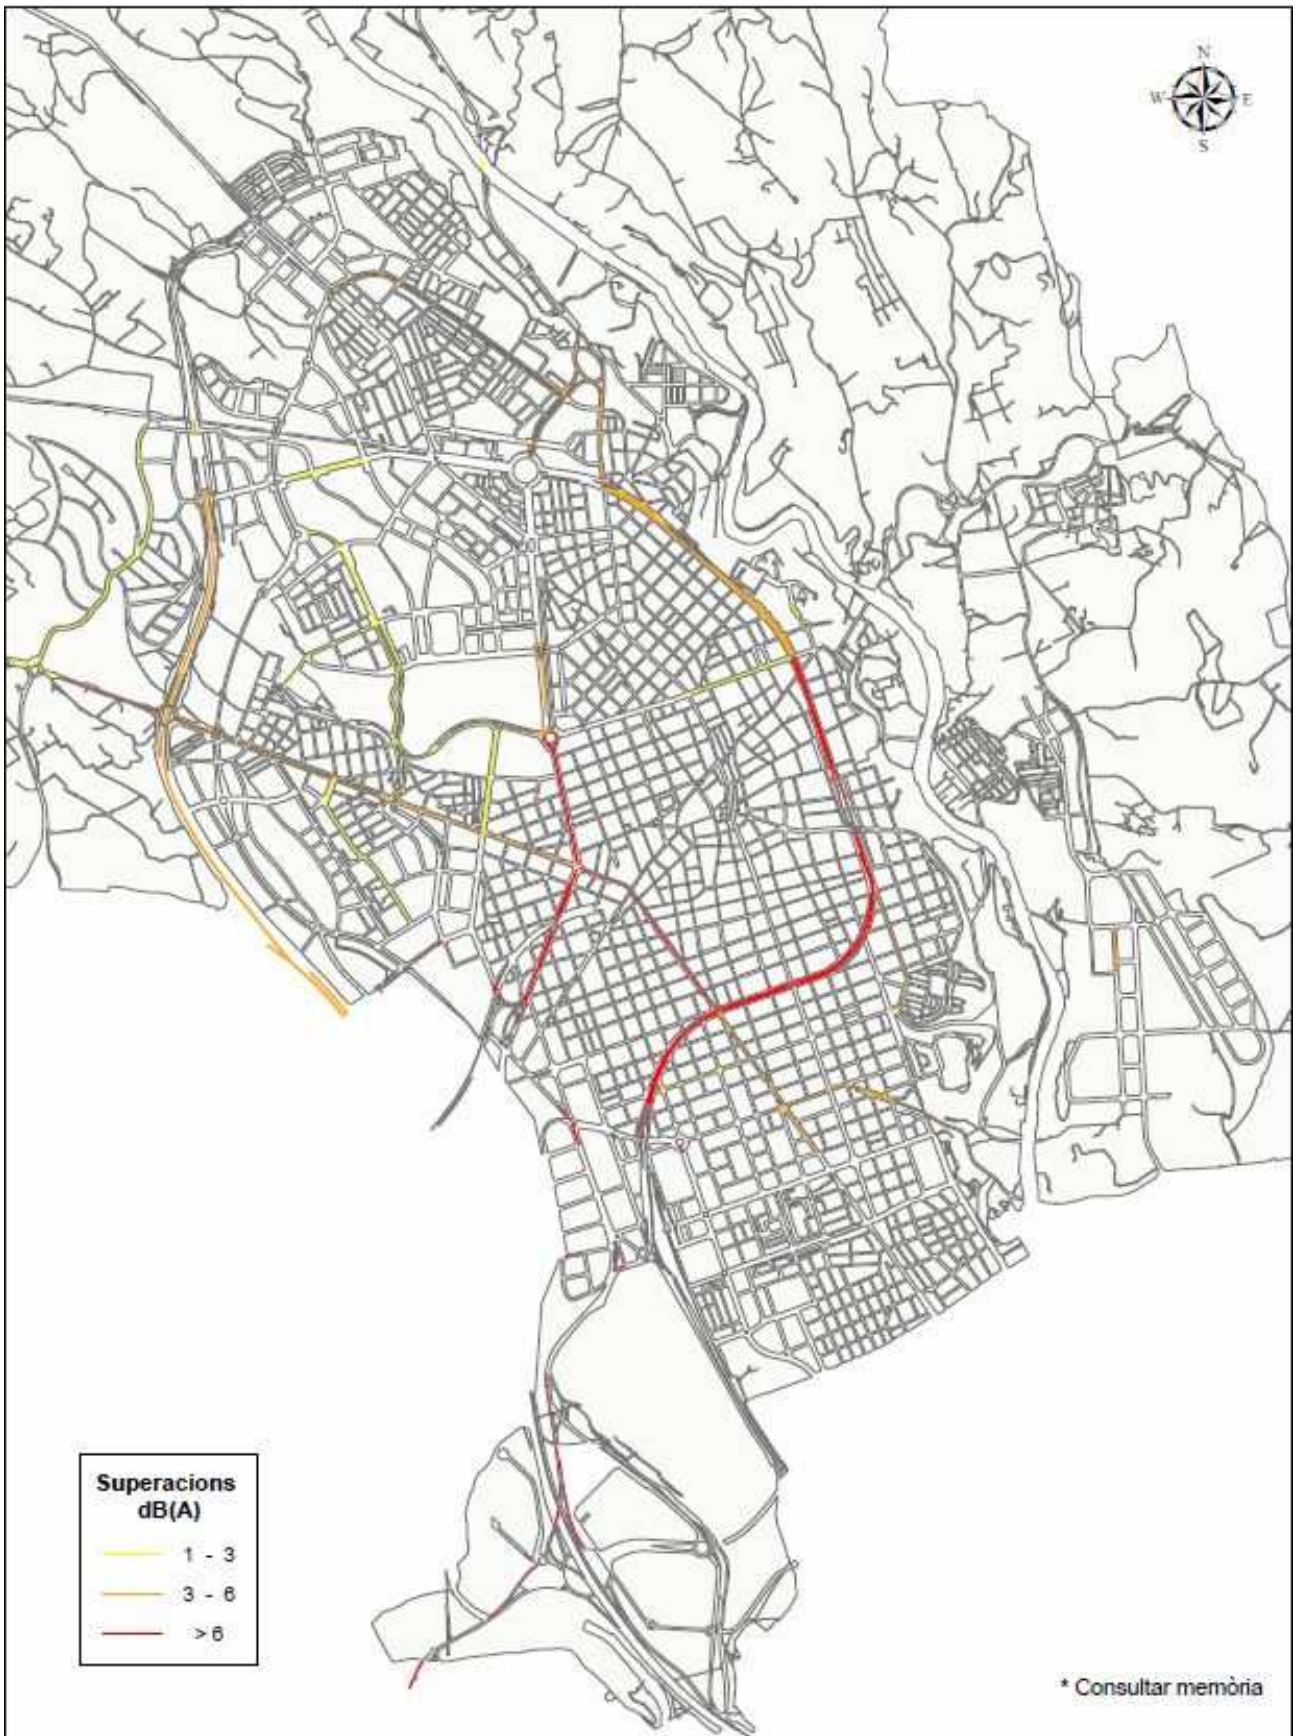 N
W E
S
Superacions
dB(A)
1 - 3
3 - 6
> 6
* Consultar memòria